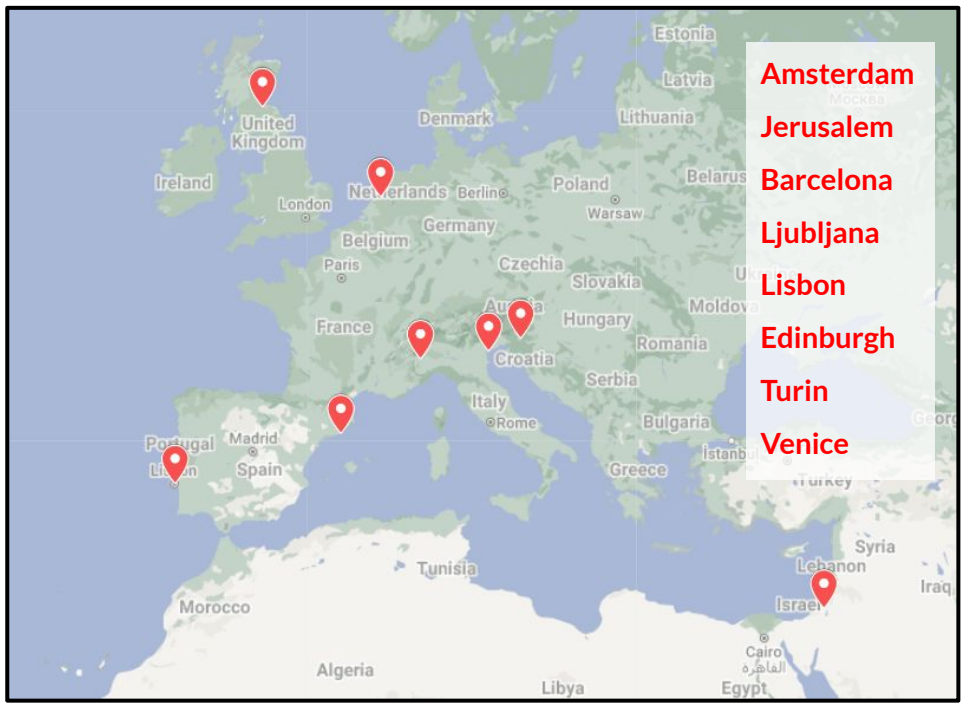 Amsterdam
Jerusalem
Barcelona
Ljubljana
Lisbon
Edinburgh
Turin
Venice
Estonia
Latvia
Москва
Lithuania
Denmark
United
Kingdom
Ireland
Netherlands
Berlin
Poland
Belarus
London
Warsaw
Germany
Belgium
Paris
Czechia
Slovakia
Moldova
Austria
Hungary
France
Romania
Croatia
Serbia
Italy
Rome
Bulgaria
Portugal
Madrid
Lisbon
Spain
Greece
İstanbul
Turkey
Syria
Lebanon
Iraq
Israel
Tunisia
Morocco
Cairo
القاهرة
Algeria
Libya
Egypt